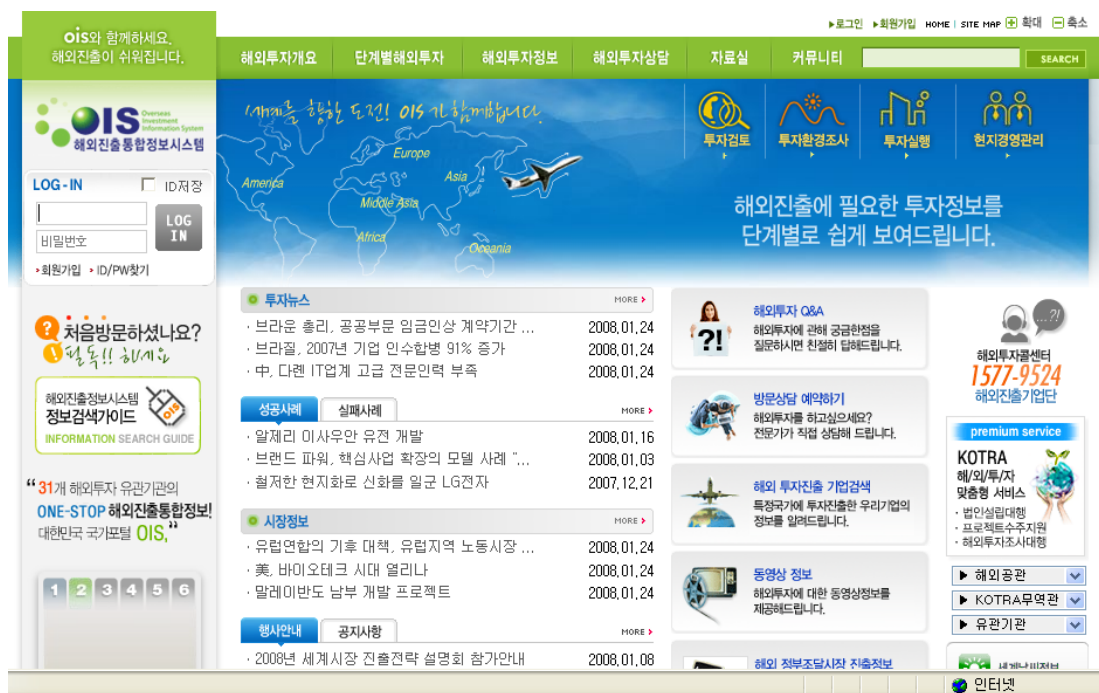 ▶로그인 ▶회원가입 HOME | SITE MAP 확대 축소
ois와 함께하세요.
해외진출이 쉬워집니다.
해외투자개요 단계별해외투자 해외투자정보 해외투자상담 자료실 커뮤니티 SEARCH
OIS Overseas Investment Information System
해외진출통합정보시스템
LOG-IN ID저장
비밀번호
LOG IN
회원가입 ID/PW찾기
세계를 향한 도전! OIS가 함께합니다.
America
Europe
Middle Asia
Asia
Africa
Oceania
투자검토 투자환경조사 투자실행 현지경영관리
해외진출에 필요한 투자정보를
단계별로 쉽게 보여드립니다.
처음방문하셨나요?
필독!! 하세요
해외진출정보시스템
정보검색가이드
OIS
INFORMATION SEARCH GUIDE
“31개 해외투자 유관기관의
ONE-STOP 해외진출통합정보!
대한민국 국가포털 OIS,”
1 2 3 4 5 6
투자뉴스 MORE
· 브라운 총리, 공공부문 임금인상 계약기간 ... 2008.01.24
· 브라질, 2007년 기업 인수합병 91% 증가 2008.01.24
· 中, 다롄 IT업계 고급 전문인력 부족 2008.01.24
성공사례 실패사례 MORE
· 알제리 이사우안 유전 개발 2008.01.16
· 브랜드 파워, 핵심사업 확장의 모델 사례 "... 2008.01.03
· 철저한 현지화로 신화를 일군 LG전자 2007.12.21
시장정보 MORE
· 유럽연합의 기후 대책, 유럽지역 노동시장 ... 2008.01.24
· 美, 바이오테크 시대 열리나 2008.01.24
· 말레이반도 남부 개발 프로젝트 2008.01.24
행사안내 공지사항 MORE
· 2008년 세계시장 진출전략 설명회 참가안내 2008.01.08
?!
해외투자 Q&A
해외투자에 관해 궁금한점을
질문하시면 친절히 답해드립니다.
방문상담 예약하기
해외투자를 하고싶으세요?
전문가가 직접 상담해 드립니다.
해외 투자진출 기업검색
특정국가에 투자진출한 우리기업의
정보를 알려드립니다.
동영상 정보
해외투자에 대한 동영상정보를
제공해드립니다.
해외 정부조달시장 진출정보
...?!
해외투자콜센터
1577-9524
해외진출기업단
premium service
KOTRA
해/외/투/자
맞춤형 서비스
· 법인설립대행
· 프로젝트수주지원
· 해외투자조사대행
▶ 해외공관
▶ KOTRA무역관
▶ 유관기관
세계날씨정보
인터넷